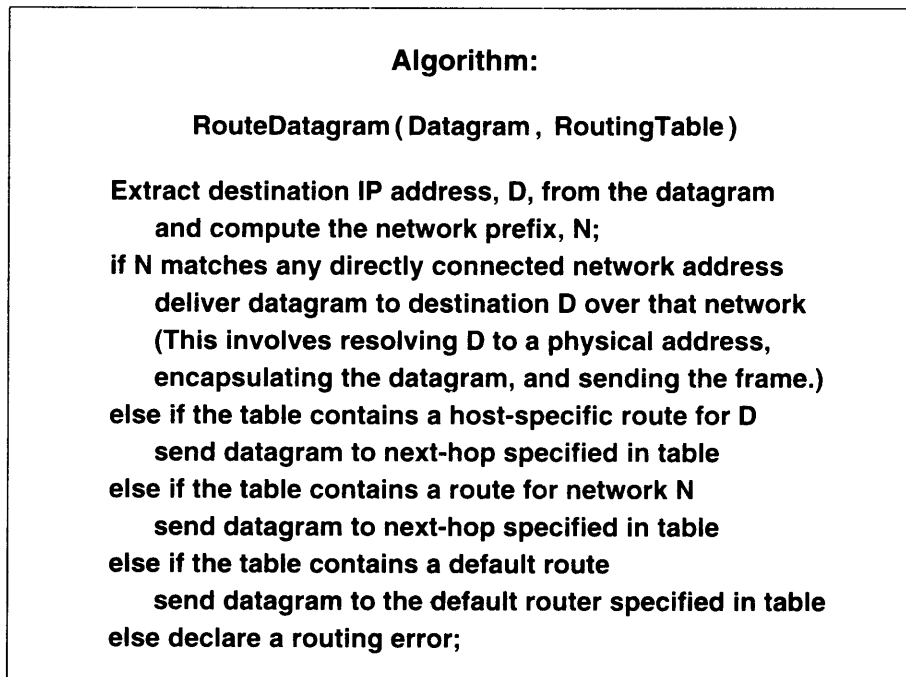 Algorithm:
RouteDatagram ( Datagram , RoutingTable )
Extract destination IP address, D, from the datagram
and compute the network prefix, N;
if N matches any directly connected network address
deliver datagram to destination D over that network
(This involves resolving D to a physical address,
encapsulating the datagram, and sending the frame.)
else if the table contains a host-specific route for D
send datagram to next-hop specified in table
else if the table contains a route for network N
send datagram to next-hop specified in table
else if the table contains a default route
send datagram to the default router specified in table
else declare a routing error;